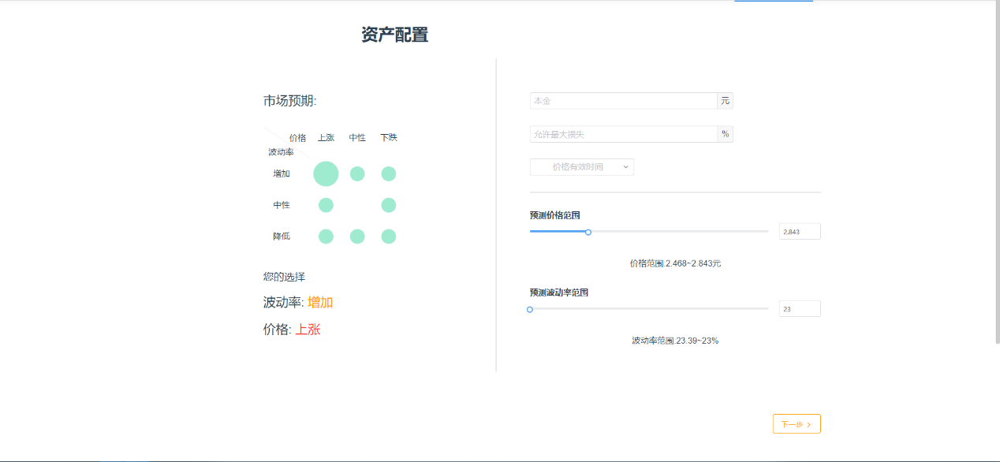 资产配置
市场预期:
价格 上涨 中性 下跌
波动率
增加
中性
降低
您的选择
波动率: 增加
价格: 上涨
本金 元
允许最大损失 %
价格有效时间
预测价格范围
2.843
价格范围:2.468~2.843元
预测波动率范围
23
波动率范围:23.39~23%
下一步 >